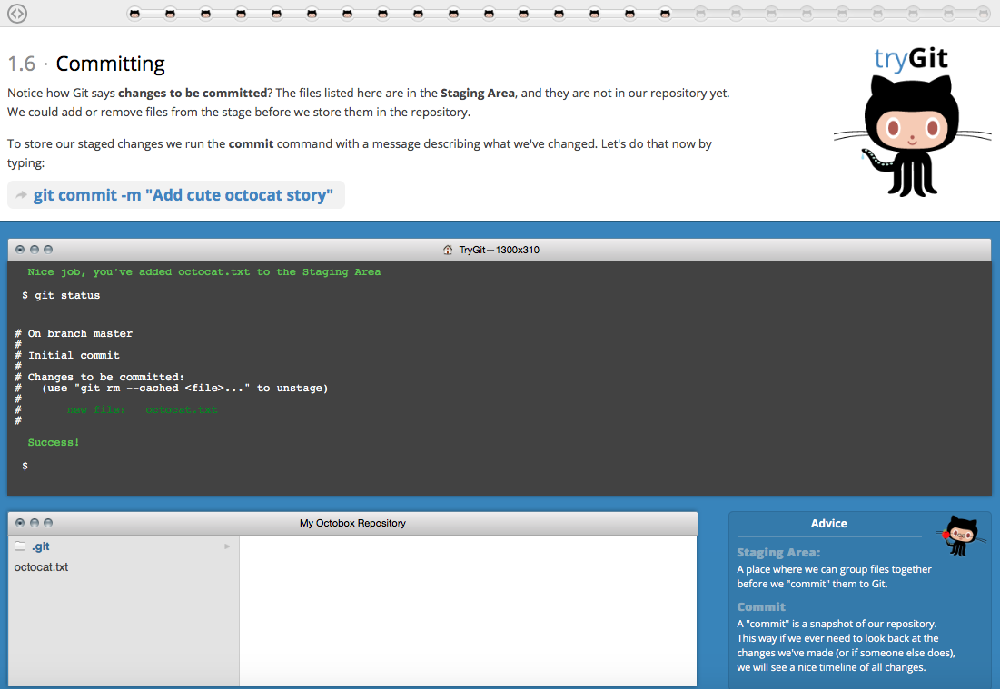 1.6 · Committing
tryGit
Notice how Git says changes to be committed? The files listed here are in the Staging Area, and they are not in our repository yet.
We could add or remove files from the stage before we store them in the repository.
To store our staged changes we run the commit command with a message describing what we've changed. Let's do that now by
typing:
git commit -m "Add cute octocat story"
TryGit—1300x310
Nice job, you've added octocat.txt to the Staging Area
$ git status
# On branch master
#
# Initial commit
#
# Changes to be committed:
#   (use "git rm --cached <file>..." to unstage)
#
#       new file:   octocat.txt
#
Success!
$
My Octobox Repository
.git
octocat.txt
Advice
Staging Area:
A place where we can group files together
before we "commit" them to Git.
Commit
A "commit" is a snapshot of our repository.
This way if we ever need to look back at the
changes we've made (or if someone else does),
we will see a nice timeline of all changes.